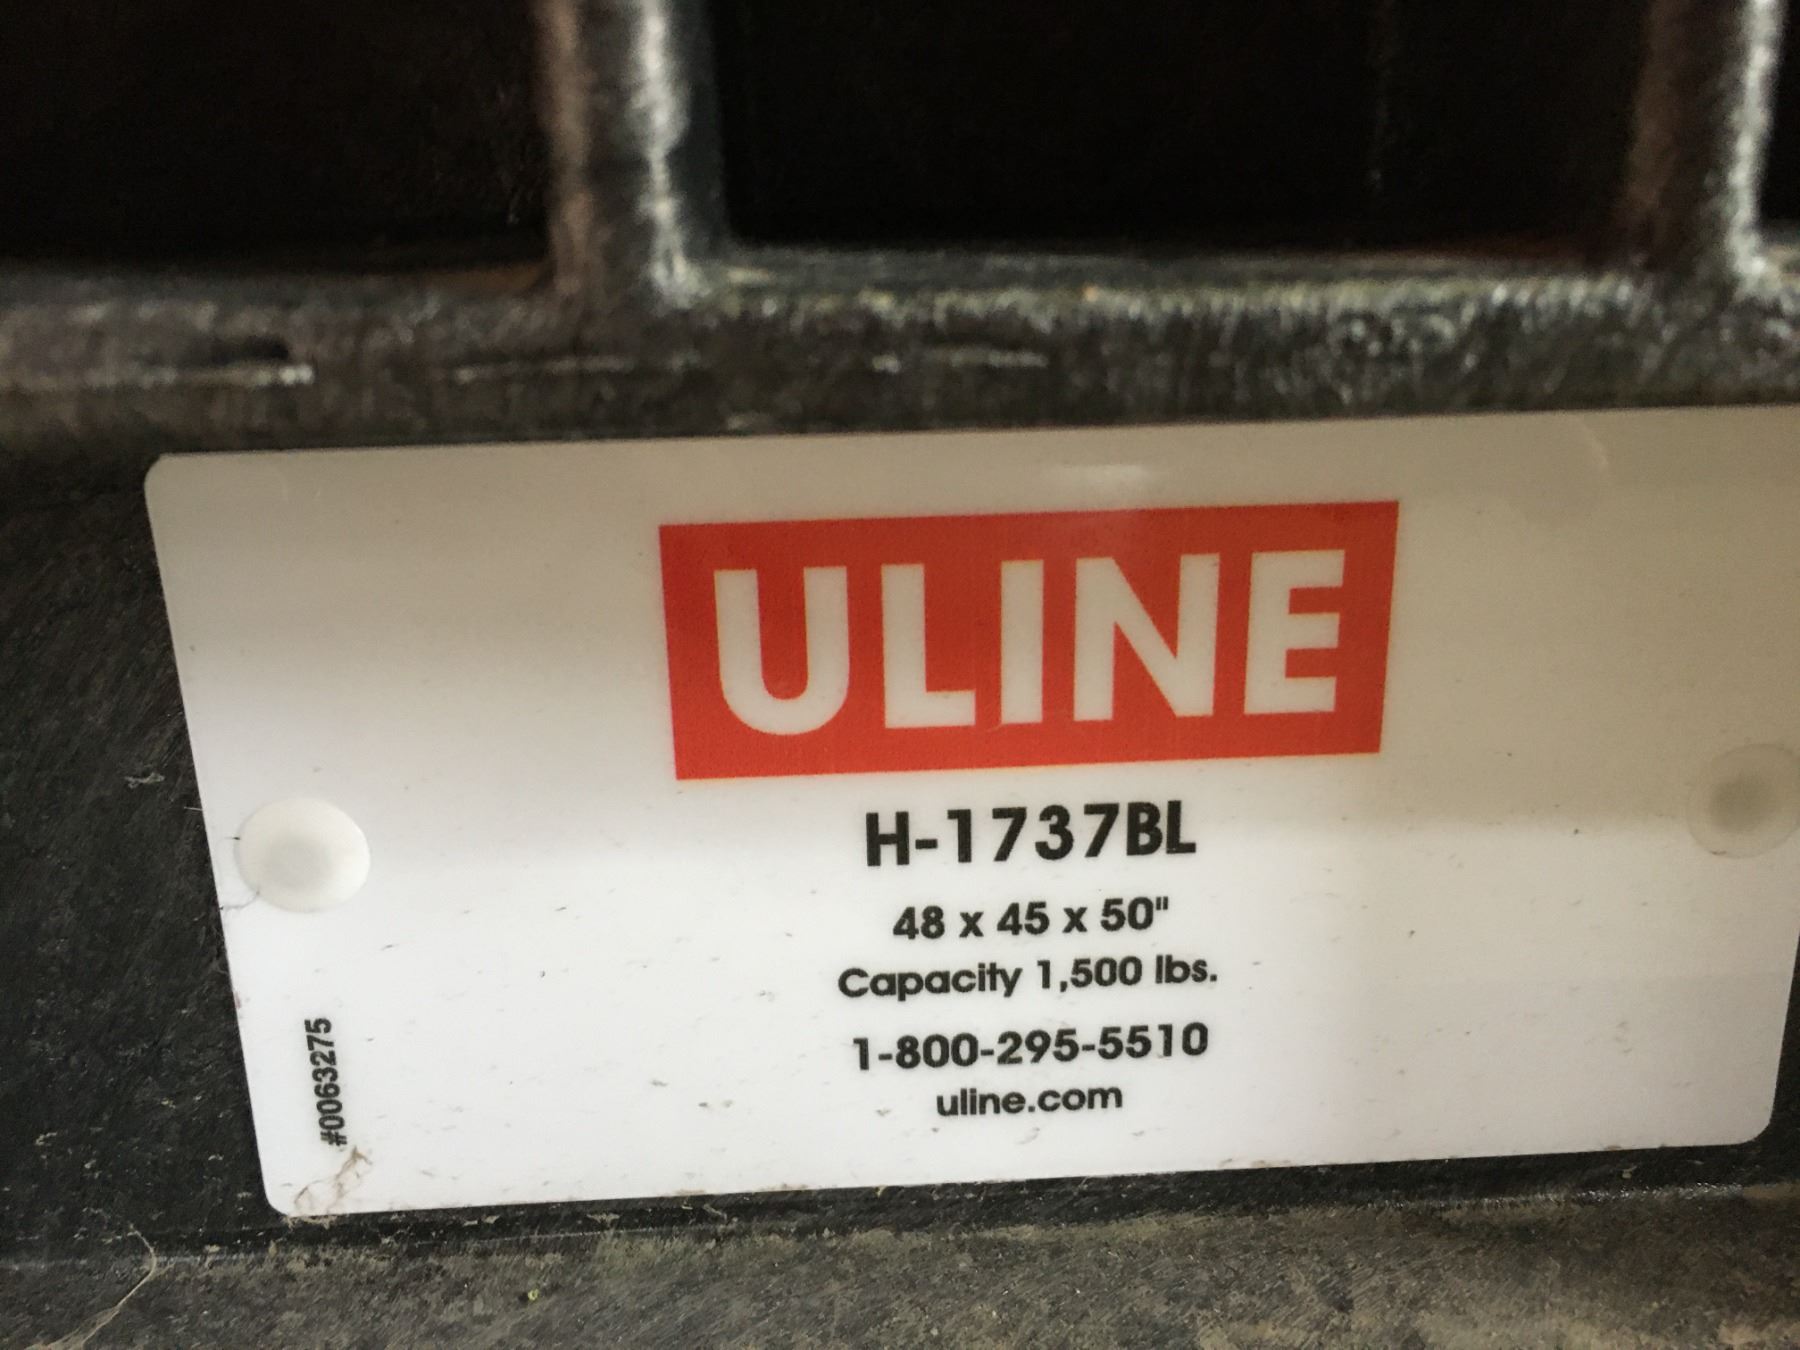 ULINE
H-1737BL
48 x 45 x 50"
Capacity 1,500 lbs.
1-800-295-5510
uline.com
#0063275